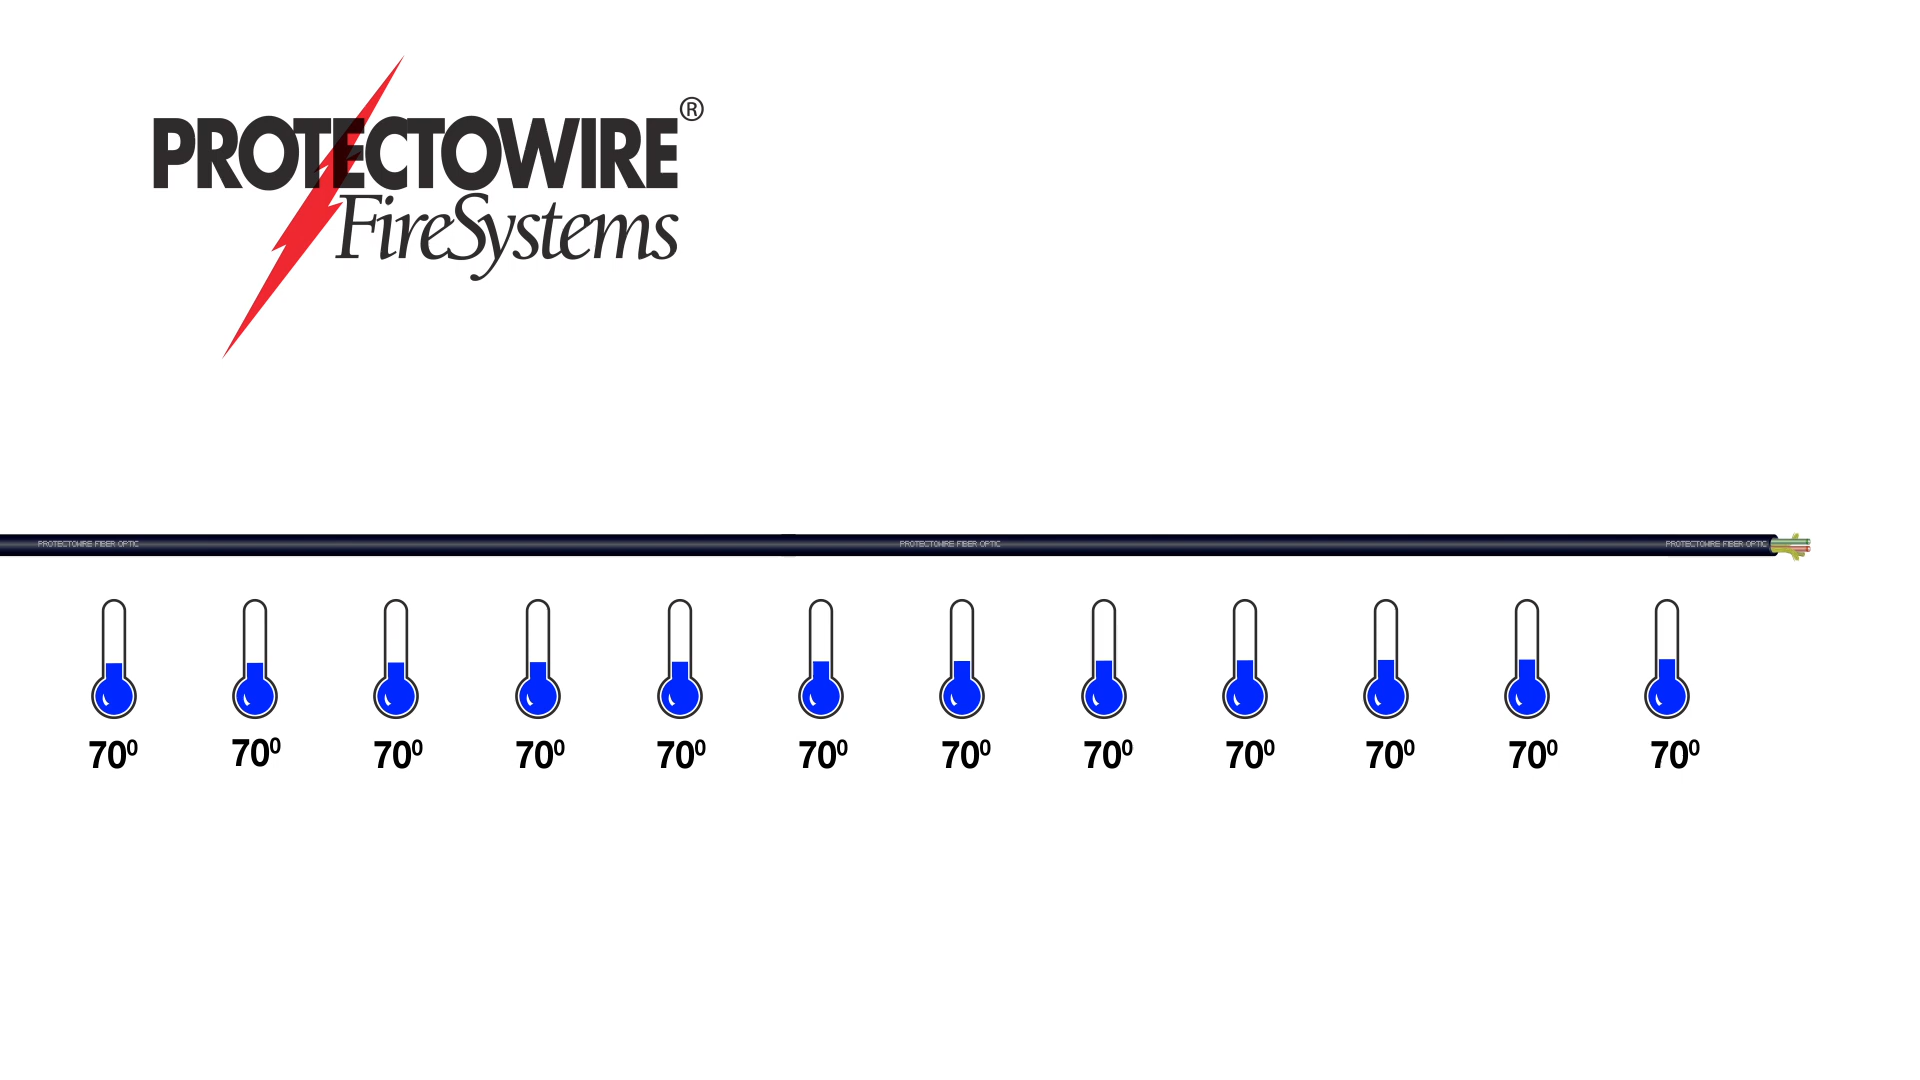 PROTECTOWIRE®
FireSystems
PROTECTOWIRE FIBER OPTIC PROTECTOWIRE FIBER OPTIC PROTECTOWIRE FIBER OPTIC
70⁰ 70⁰ 70⁰ 70⁰ 70⁰ 70⁰ 70⁰ 70⁰ 70⁰ 70⁰ 70⁰ 70⁰